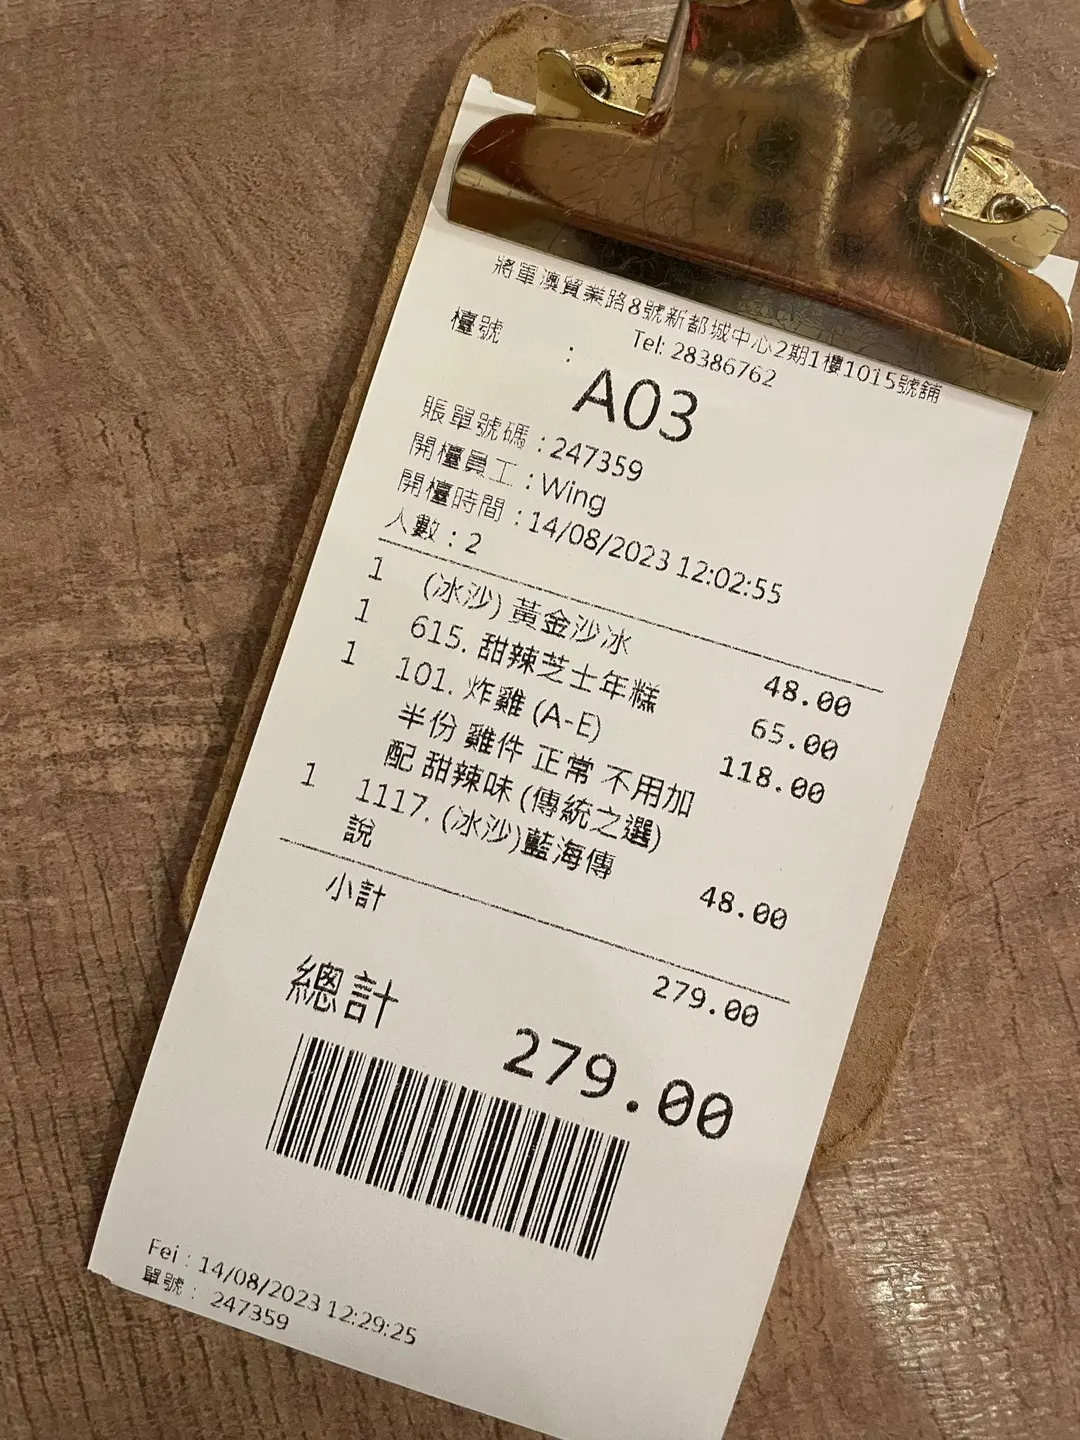 將軍澳貿業路8號新都城中心2期1樓1015號舖
Tel: 28386762
檯號 :
A03
賬單號碼 : 247359
開檯員工 : Wing
開檯時間 : 14/08/2023 12:02:55
人數 : 2
1 (冰沙) 黃金沙冰 48.00
1 615. 甜辣芝士年糕 65.00
1 101. 炸雞 (A-E) 118.00
半份 雞件 正常 不用加
配 甜辣味 (傳統之選)
1 1117. (冰沙)藍海傳
說 48.00
小計 279.00
總計 279.00
Fei : 14/08/2023 12:29:25
單號 : 247359